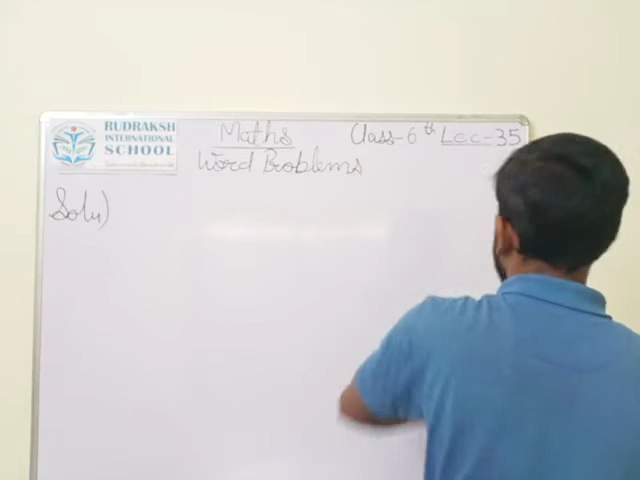 RUDRAKSH
INTERNATIONAL
SCHOOL
Maths
Class-6th Lec-35
Word Problems
Solu)